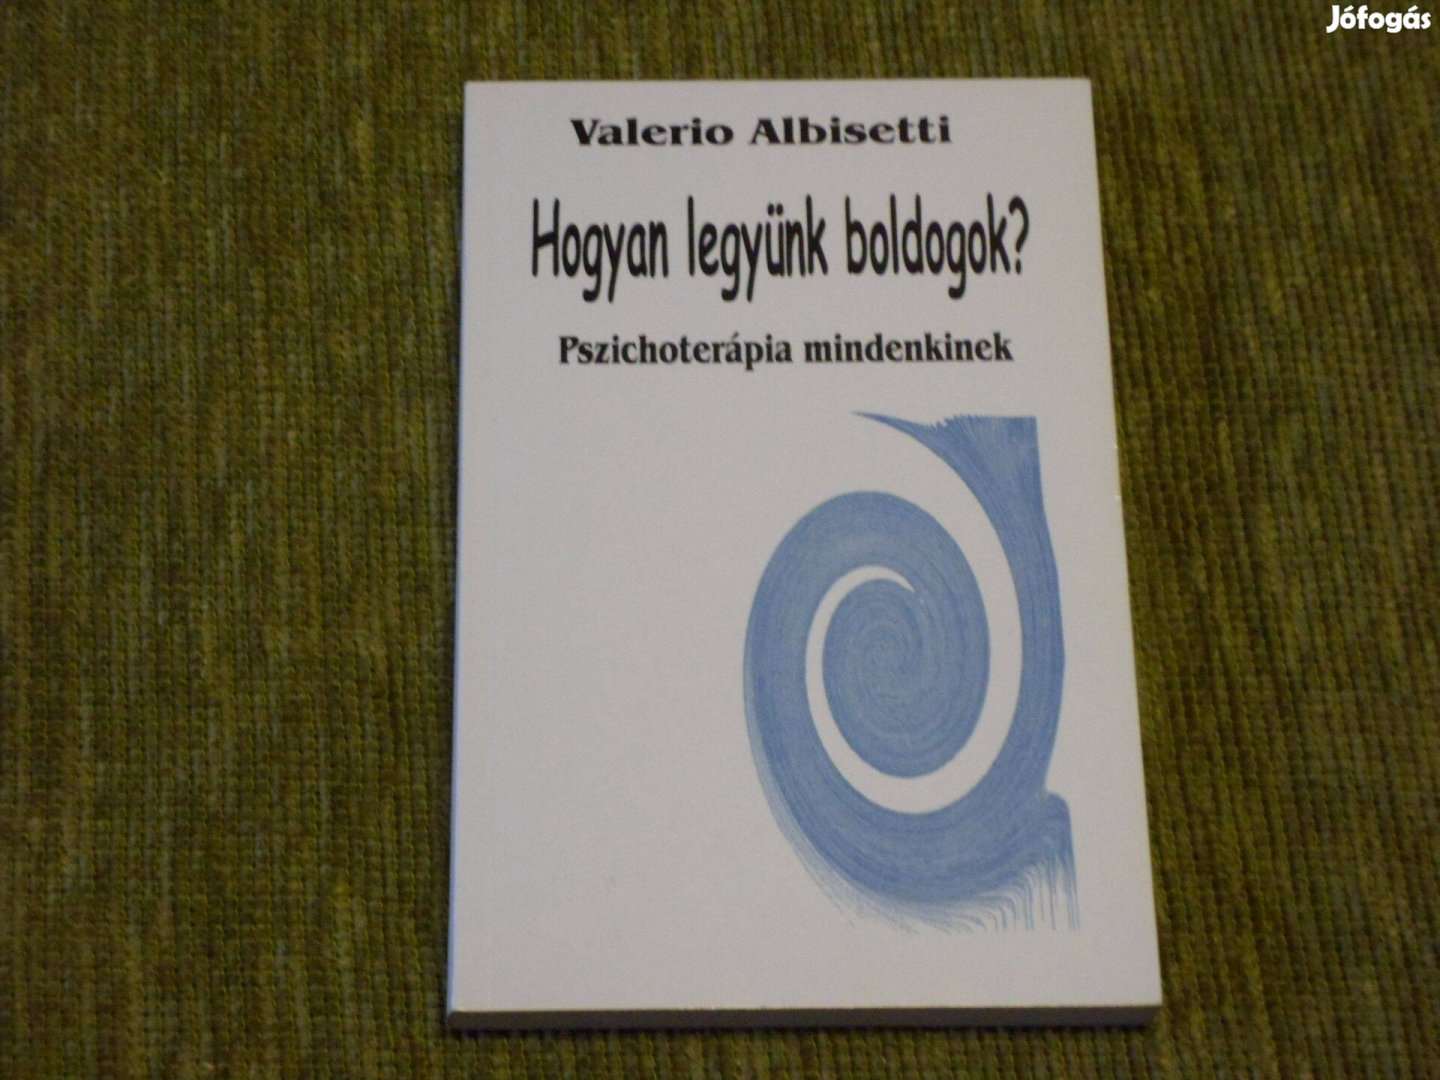 Jófogás
Valerio Albisetti
Hogyan legyünk boldogok?
Pszichoterápia mindenkinek